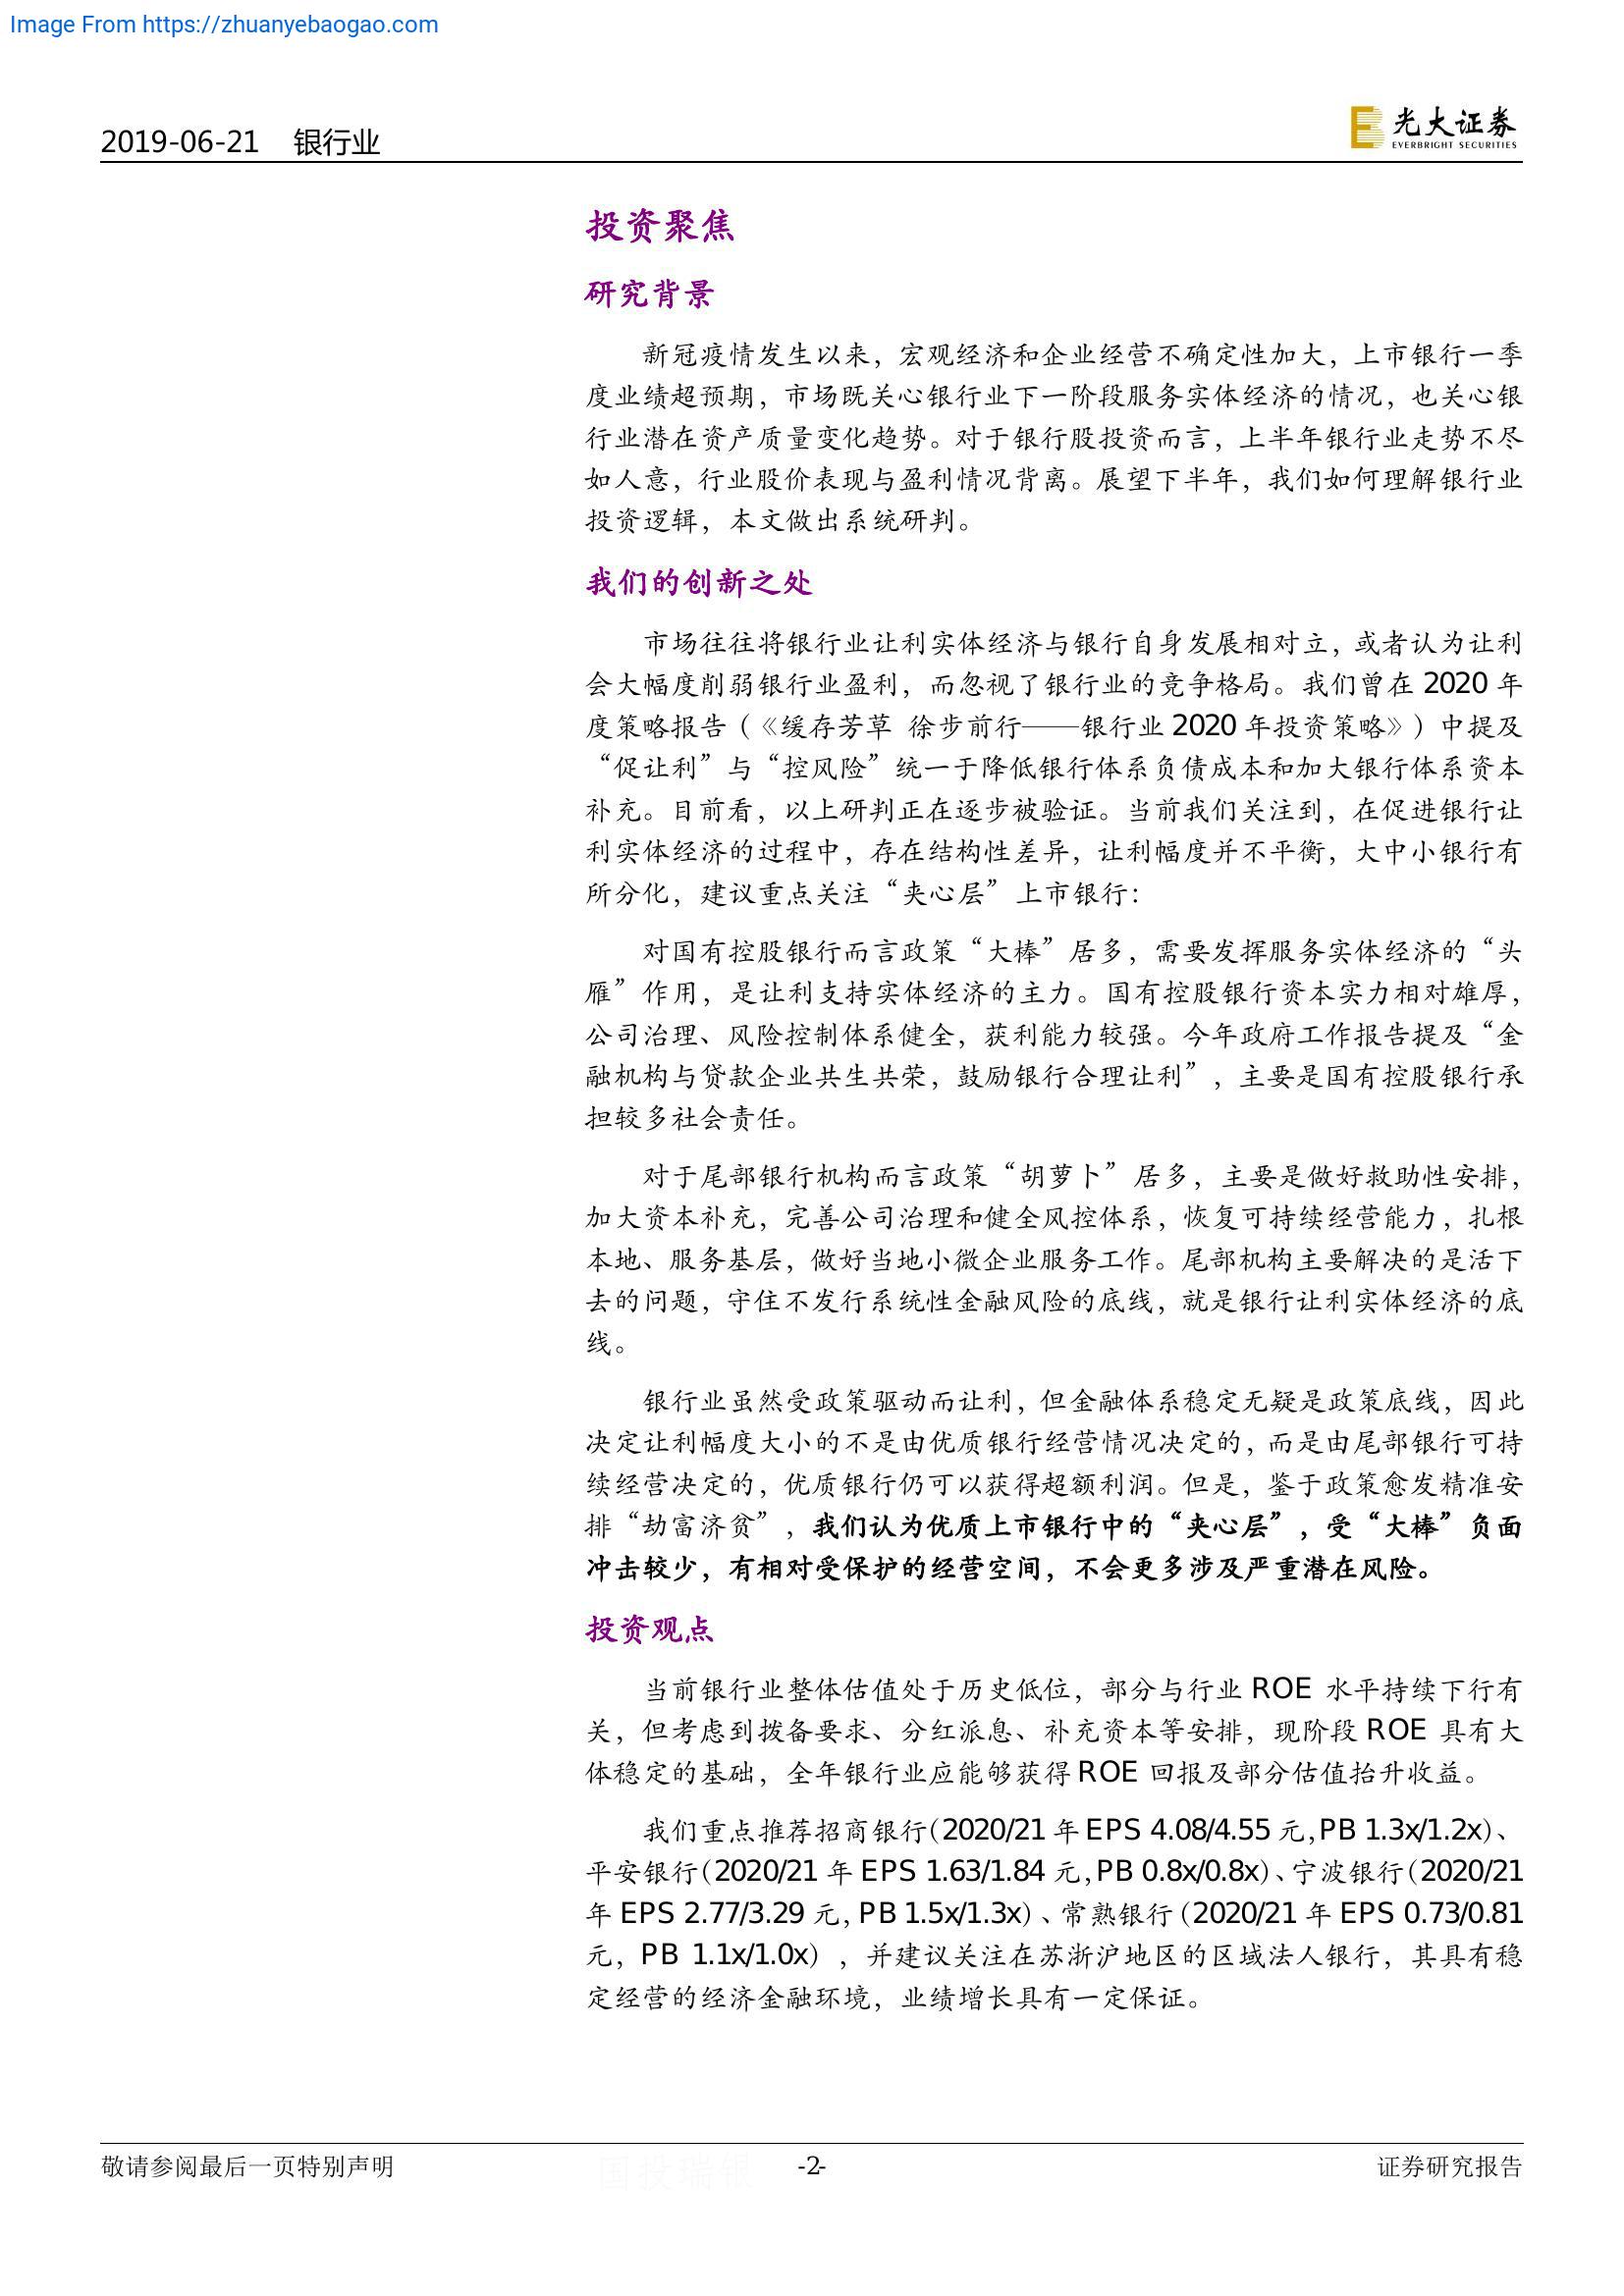 Image From https://zhuanyebaogao.com
2019-06-21 银行业
光大证券
EVERBRIGHT SECURITIES
投资聚焦
研究背景
新冠疫情发生以来，宏观经济和企业经营不确定性加大，上市银行一季
度业绩超预期，市场既关心银行业下一阶段服务实体经济的情况，也关心银
行业潜在资产质量变化趋势。对于银行股投资而言，上半年银行业走势不尽
如人意，行业股价表现与盈利情况背离。展望下半年，我们如何理解银行业
投资逻辑，本文做出系统研判。
我们的创新之处
市场往往将银行业让利实体经济与银行自身发展相对立，或者认为让利
会大幅度削弱银行业盈利，而忽视了银行业的竞争格局。我们曾在 2020 年
度策略报告（《缓存芳草 徐步前行——银行业 2020 年投资策略》）中提及
“促让利”与“控风险”统一于降低银行体系负债成本和加大银行体系资本
补充。目前看，以上研判正在逐步被验证。当前我们关注到，在促进银行让
利实体经济的过程中，存在结构性差异，让利幅度并不平衡，大中小银行有
所分化，建议重点关注“夹心层”上市银行：
对国有控股银行而言政策“大棒”居多，需要发挥服务实体经济的“头
雁”作用，是让利支持实体经济的主力。国有控股银行资本实力相对雄厚，
公司治理、风险控制体系健全，获利能力较强。今年政府工作报告提及“金
融机构与贷款企业共生共荣，鼓励银行合理让利”，主要是国有控股银行承
担较多社会责任。
对于尾部银行机构而言政策“胡萝卜”居多，主要是做好救助性安排，
加大资本补充，完善公司治理和健全风控体系，恢复可持续经营能力，扎根
本地、服务基层，做好当地小微企业服务工作。尾部机构主要解决的是活下
去的问题，守住不发行系统性金融风险的底线，就是银行让利实体经济的底
线。
银行业虽然受政策驱动而让利，但金融体系稳定无疑是政策底线，因此
决定让利幅度大小的不是由优质银行经营情况决定的，而是由尾部银行可持
续经营决定的，优质银行仍可以获得超额利润。但是，鉴于政策愈发精准安
排“劫富济贫”，我们认为优质上市银行中的“夹心层”，受“大棒”负面
冲击较少，有相对受保护的经营空间，不会更多涉及严重潜在风险。
投资观点
当前银行业整体估值处于历史低位，部分与行业 ROE 水平持续下行有
关，但考虑到拨备要求、分红派息、补充资本等安排，现阶段 ROE 具有大
体稳定的基础，全年银行业应能够获得 ROE 回报及部分估值抬升收益。
我们重点推荐招商银行（2020/21 年 EPS 4.08/4.55 元，PB 1.3x/1.2x）、
平安银行（2020/21 年 EPS 1.63/1.84 元，PB 0.8x/0.8x）、宁波银行（2020/21
年 EPS 2.77/3.29 元，PB 1.5x/1.3x）、常熟银行（2020/21 年 EPS 0.73/0.81
元，PB 1.1x/1.0x），并建议关注在苏浙沪地区的区域法人银行，其具有稳
定经营的经济金融环境，业绩增长具有一定保证。
敬请参阅最后一页特别声明 -2- 证券研究报告
国投瑞银